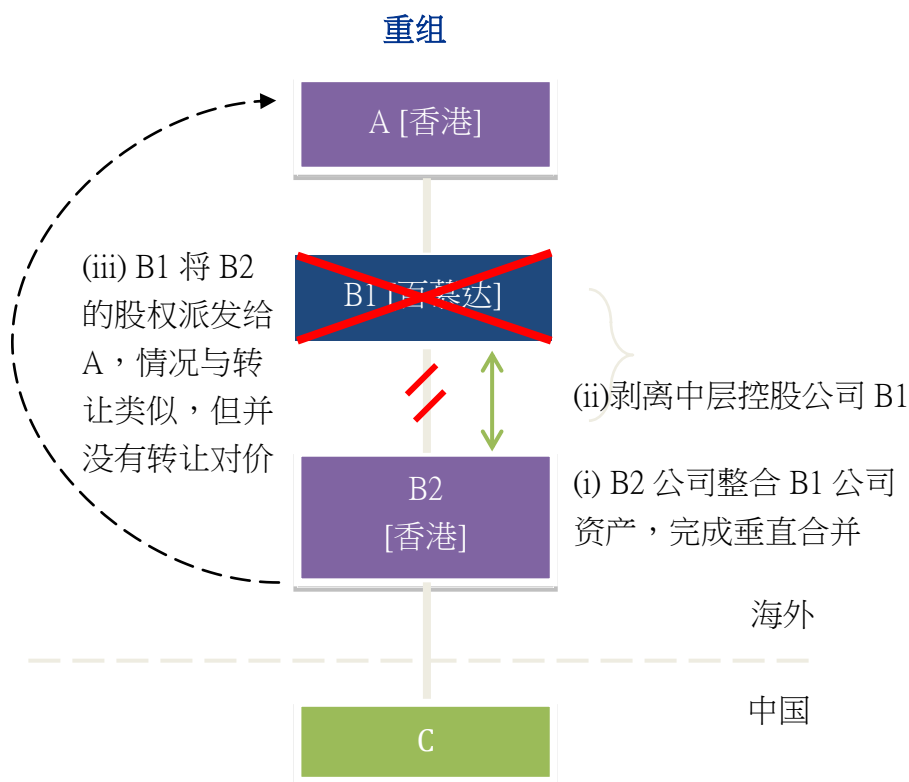 重组
A [香港]
B1 [百慕达]
(iii) B1 将 B2
的股权派发给
A，情况与转
让类似，但并
没有转让对价
(ii)剥离中层控股公司 B1
B2
[香港]
(i) B2 公司整合 B1 公司
资产，完成垂直合并
海外
中国
C